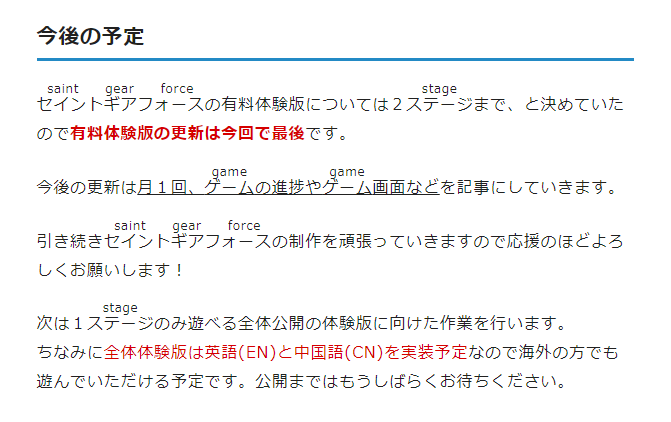 今後の予定
saint gear force stage
セイントギアフォースの有料体験版については２ステージまで、と決めていた
ので有料体験版の更新は今回で最後です。
game game
今後の更新は月１回、ゲームの進捗やゲーム画面などを記事にしていきます。
saint gear force
引き続きセイントギアフォースの制作を頑張っていきますので応援のほどよろ
しくお願いします！
stage
次は１ステージのみ遊べる全体公開の体験版に向けた作業を行います。
ちなみに全体体験版は英語(EN)と中国語(CN)を実装予定なので海外の方でも
遊んでいただける予定です。公開まではもうしばらくお待ちください。